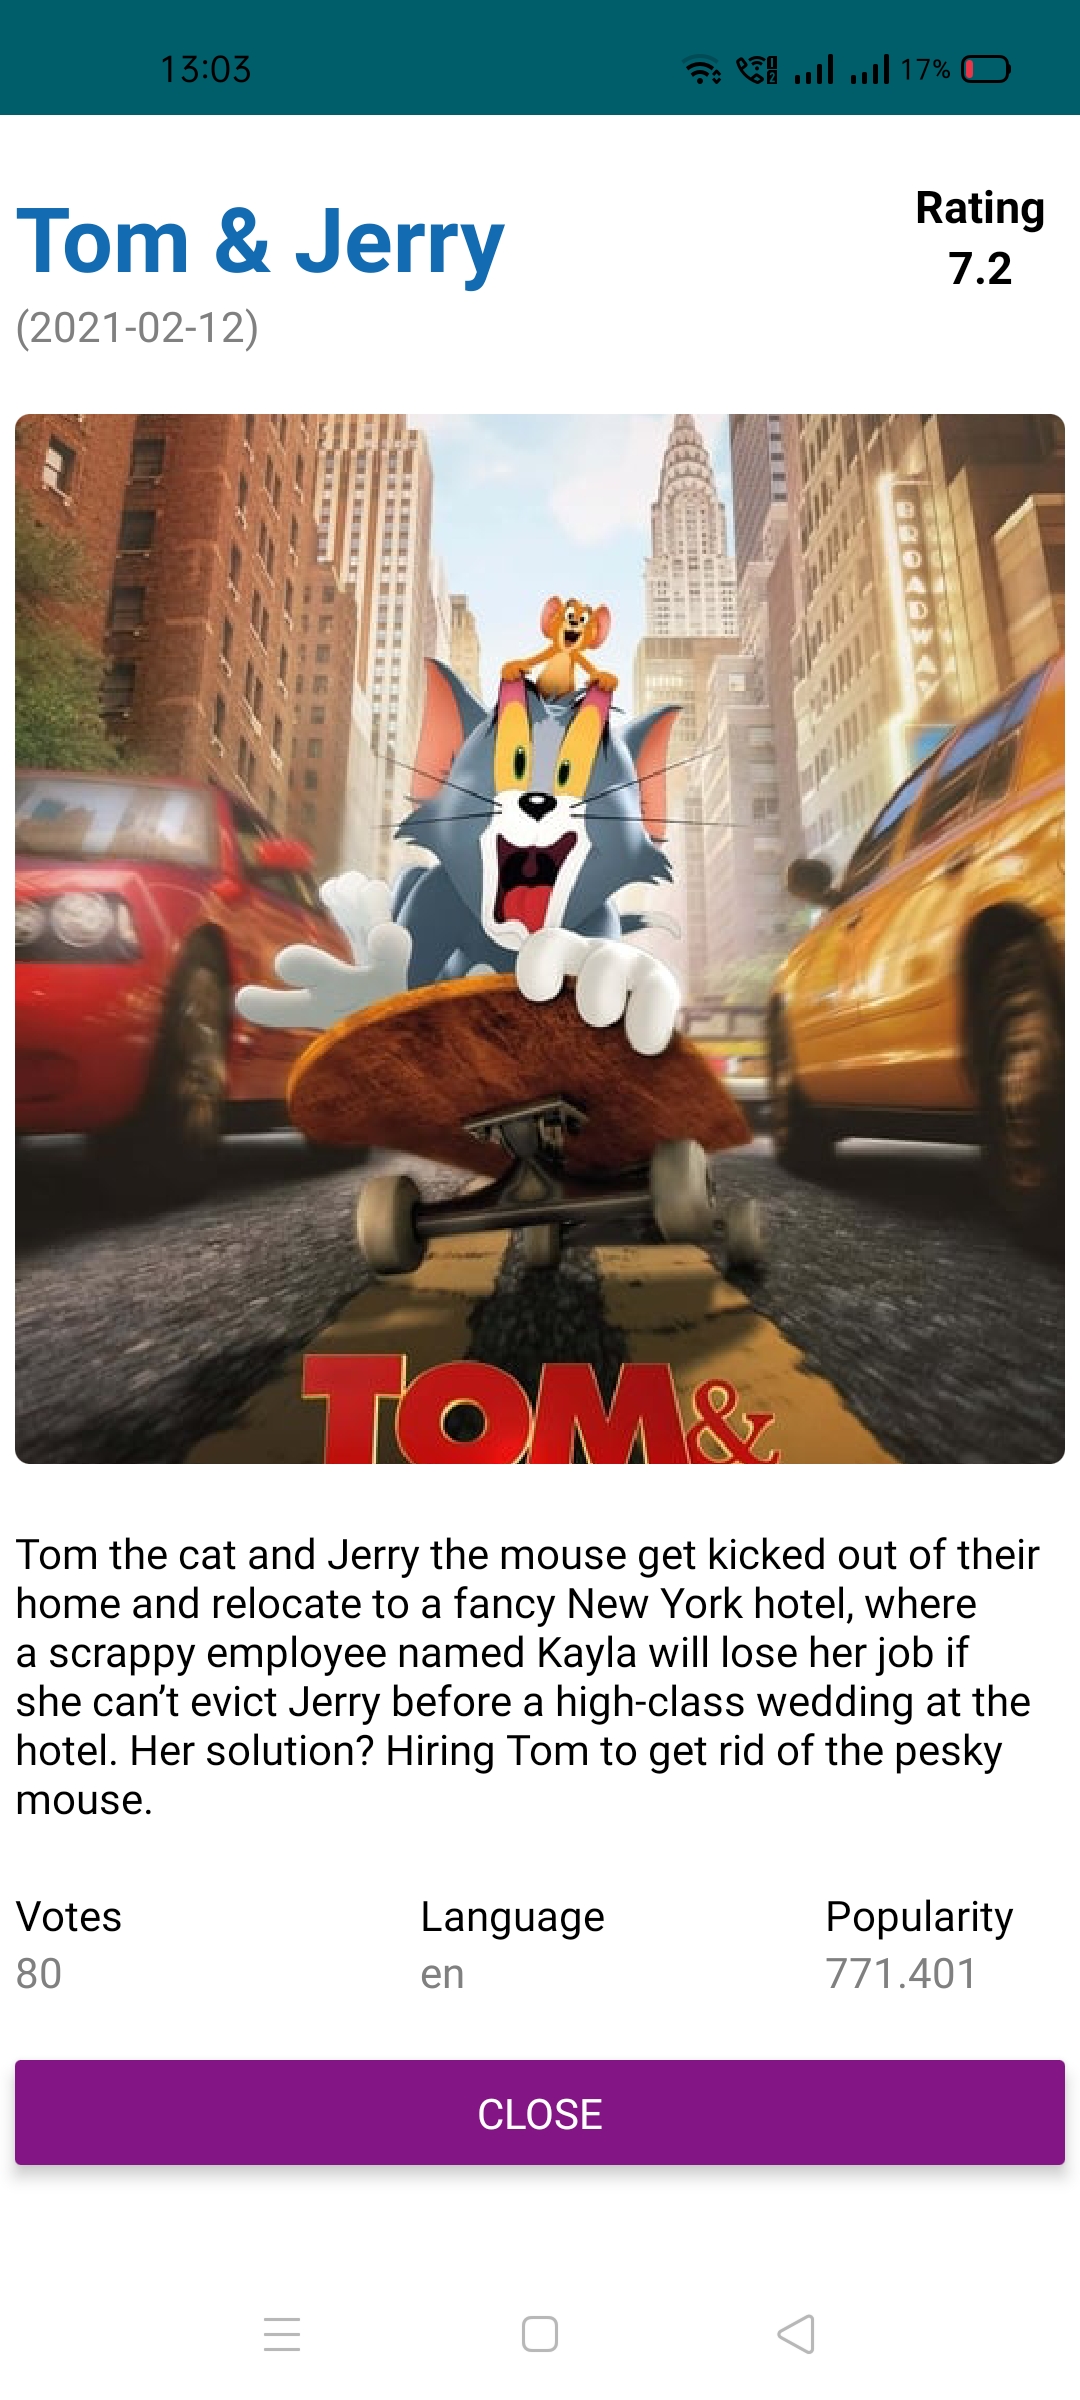 13:03
17%
Tom & Jerry
(2021-02-12)
Rating
7.2
BROADWAY
TOM&
Tom the cat and Jerry the mouse get kicked out of their
home and relocate to a fancy New York hotel, where
a scrappy employee named Kayla will lose her job if
she can’t evict Jerry before a high-class wedding at the
hotel. Her solution? Hiring Tom to get rid of the pesky
mouse.
Votes
Language
Popularity
80
en
771.401
CLOSE